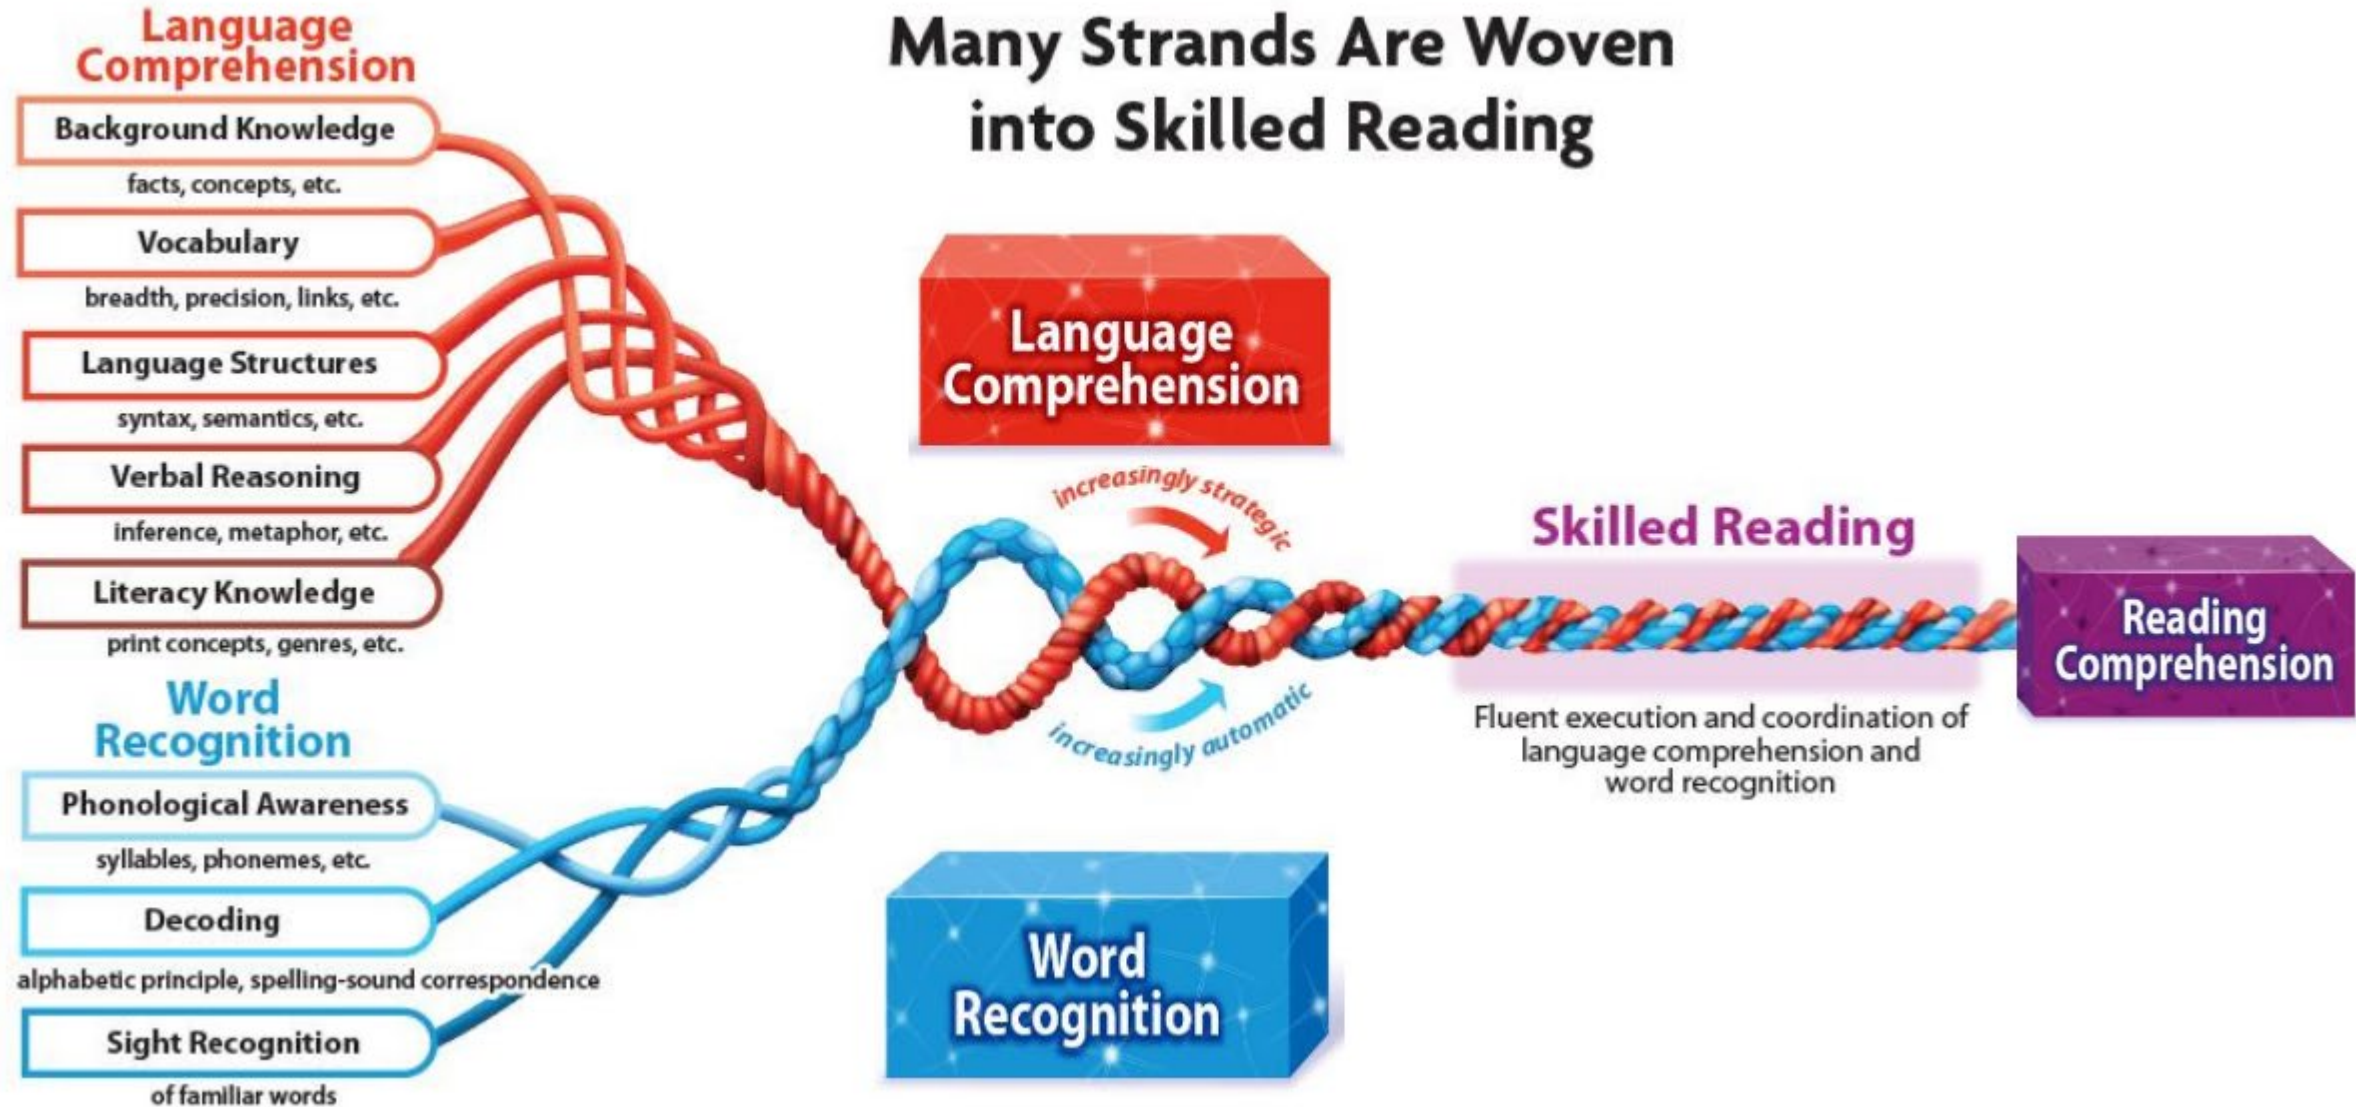 Many Strands Are Woven
into Skilled Reading
Language
Comprehension
Background Knowledge
facts, concepts, etc.
Vocabulary
breadth, precision, links, etc.
Language Structures
syntax, semantics, etc.
Verbal Reasoning
inference, metaphor, etc.
Literacy Knowledge
print concepts, genres, etc.
Word
Recognition
Phonological Awareness
syllables, phonemes, etc.
Decoding
alphabetic principle, spelling-sound correspondence
Sight Recognition
of familiar words
Language
Comprehension
increasingly strategic
increasingly automatic
Word
Recognition
Skilled Reading
Fluent execution and coordination of
language comprehension and
word recognition
Reading
Comprehension